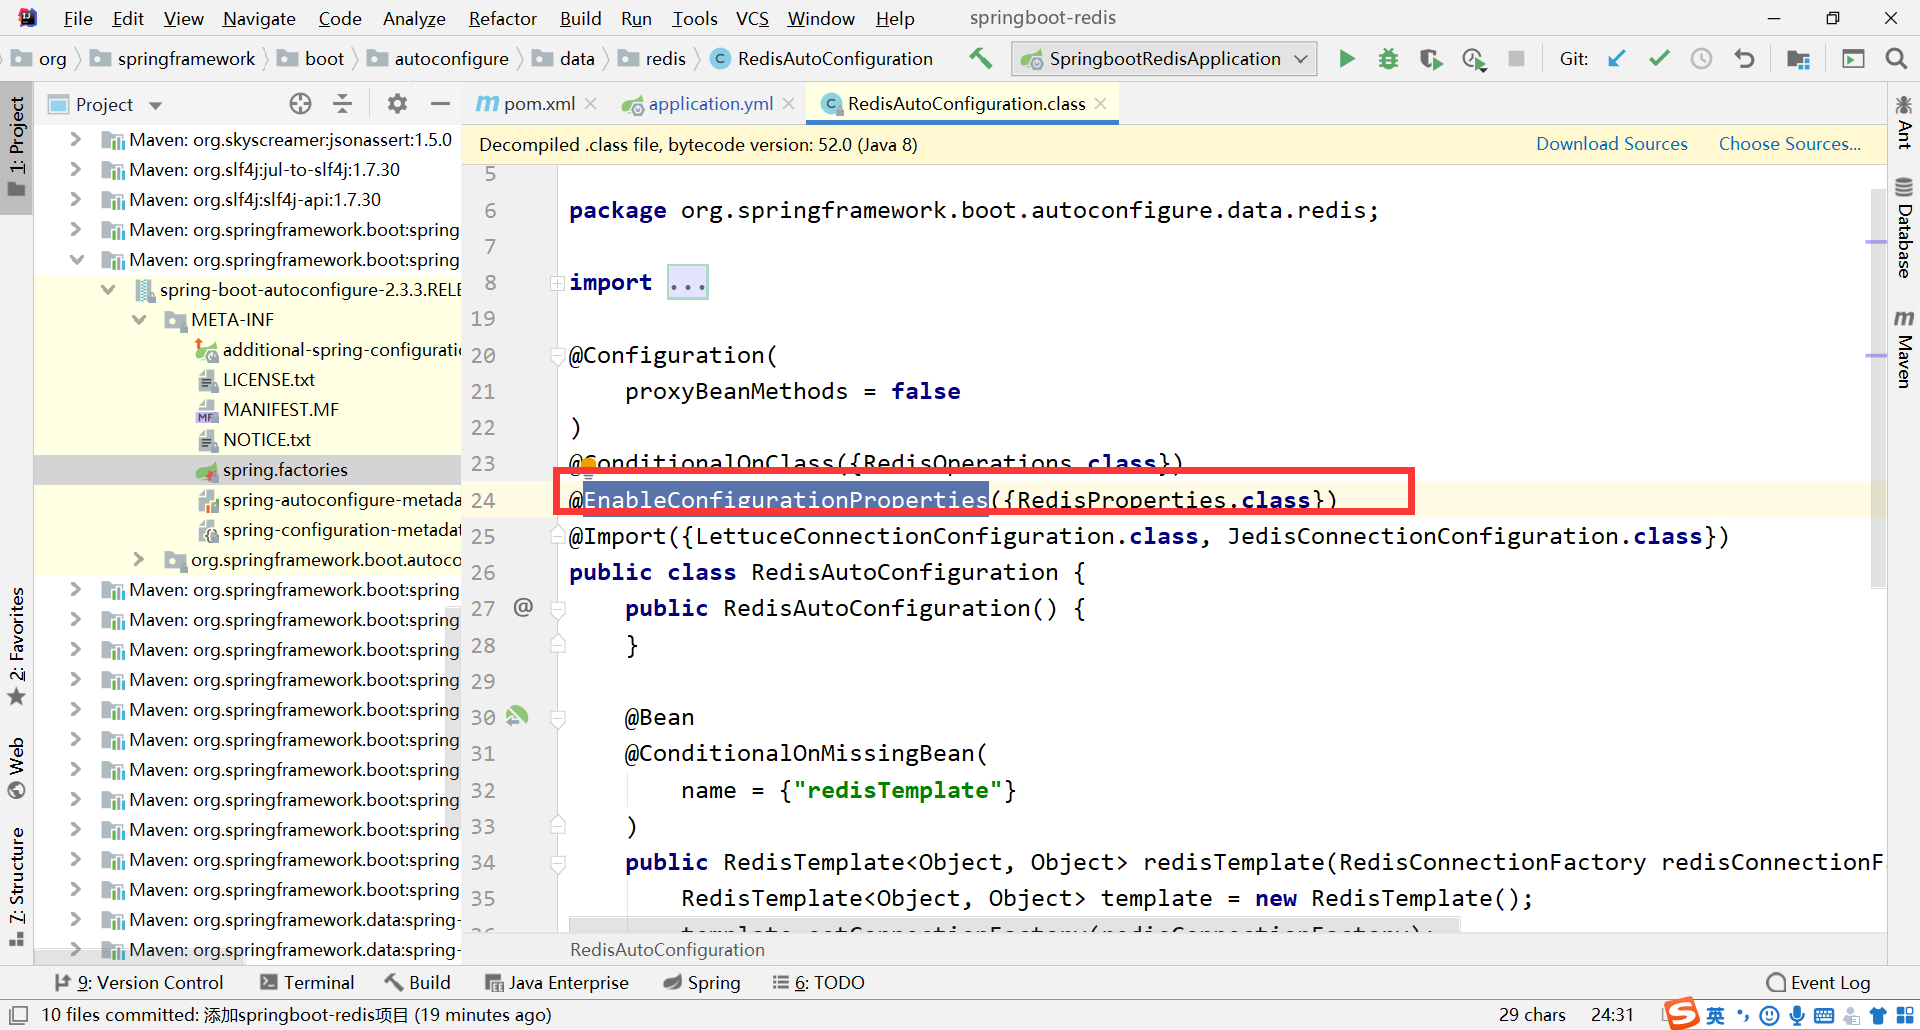 File Edit View Navigate Code Analyze Refactor Build Run Tools VCS Window Help springboot-redis
org springframework boot autoconfigure data redis RedisAutoConfiguration SpringbootRedisApplication Git:
Project
pom.xml application.yml RedisAutoConfiguration.class
Decompiled .class file, bytecode version: 52.0 (Java 8) Download Sources Choose Sources...
1: Project
2: Favorites
Web
7: Structure
Maven: org.skyscreamer:jsonassert:1.5.0
Maven: org.slf4j:jul-to-slf4j:1.7.30
Maven: org.slf4j:slf4j-api:1.7.30
Maven: org.springframework.boot:spring
Maven: org.springframework.boot:spring
spring-boot-autoconfigure-2.3.3.RELE
META-INF
additional-spring-configuratio
LICENSE.txt
MANIFEST.MF
NOTICE.txt
spring.factories
spring-autoconfigure-metada
spring-configuration-metadat
org.springframework.boot.autoco
Maven: org.springframework.boot:spring
Maven: org.springframework.boot:spring
Maven: org.springframework.boot:spring
Maven: org.springframework.boot:spring
Maven: org.springframework.boot:spring
Maven: org.springframework.boot:spring
Maven: org.springframework.boot:spring
Maven: org.springframework.boot:spring
Maven: org.springframework.boot:spring
Maven: org.springframework.boot:spring
Maven: org.springframework.boot:spring
Maven: org.springframework.data:spring-
Maven: org.springframework.data:spring-
5
6 package org.springframework.boot.autoconfigure.data.redis;
7
8 import ...
19
20 @Configuration(
21 proxyBeanMethods = false
22 )
23 @ConditionalOnClass({RedisOperations.class})
24 @EnableConfigurationProperties({RedisProperties.class})
25 @Import({LettuceConnectionConfiguration.class, JedisConnectionConfiguration.class})
26 public class RedisAutoConfiguration {
27 @ public RedisAutoConfiguration() {
28 }
29
30 @Bean
31 @ConditionalOnMissingBean(
32 name = {"redisTemplate"}
33 )
34 public RedisTemplate<Object, Object> redisTemplate(RedisConnectionFactory redisConnectionF
35 RedisTemplate<Object, Object> template = new RedisTemplate();
36 template.setConnectionFactory(redisConnectionFactory);
RedisAutoConfiguration
Ant
Database
Maven
9: Version Control Terminal Build Java Enterprise Spring 6: TODO Event Log
10 files committed: 添加springboot-redis项目 (19 minutes ago) 29 chars 24:31 英